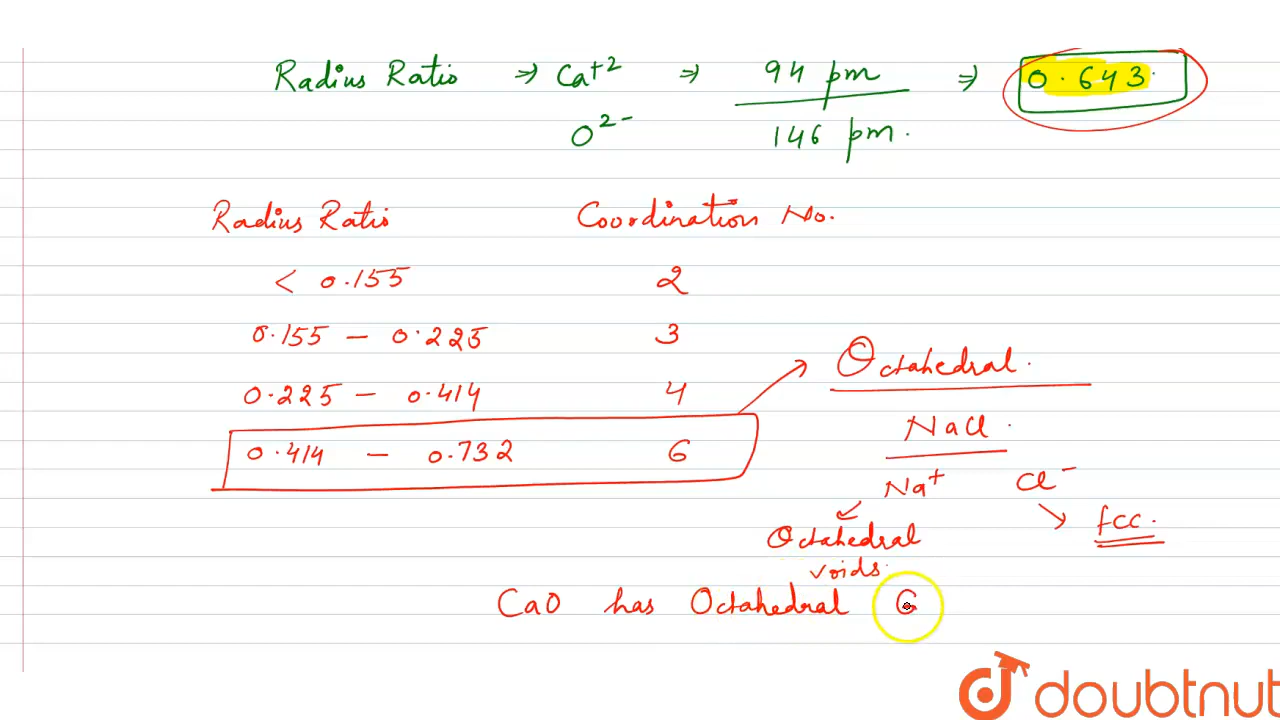 Radius Ratio ⇒ Ca+2 ⇒ 94 pm ⇒ 0.643.
O2- 146 pm.
Radius Ratio Coordination No.
< 0.155 2
0.155 – 0.225 3
0.225 – 0.414 4
Octahedral.
0.414 – 0.732 6
NaCl.
Na+ Cl-
Octahedral voids. fcc.
CaO has Octahedral G
doubtnut